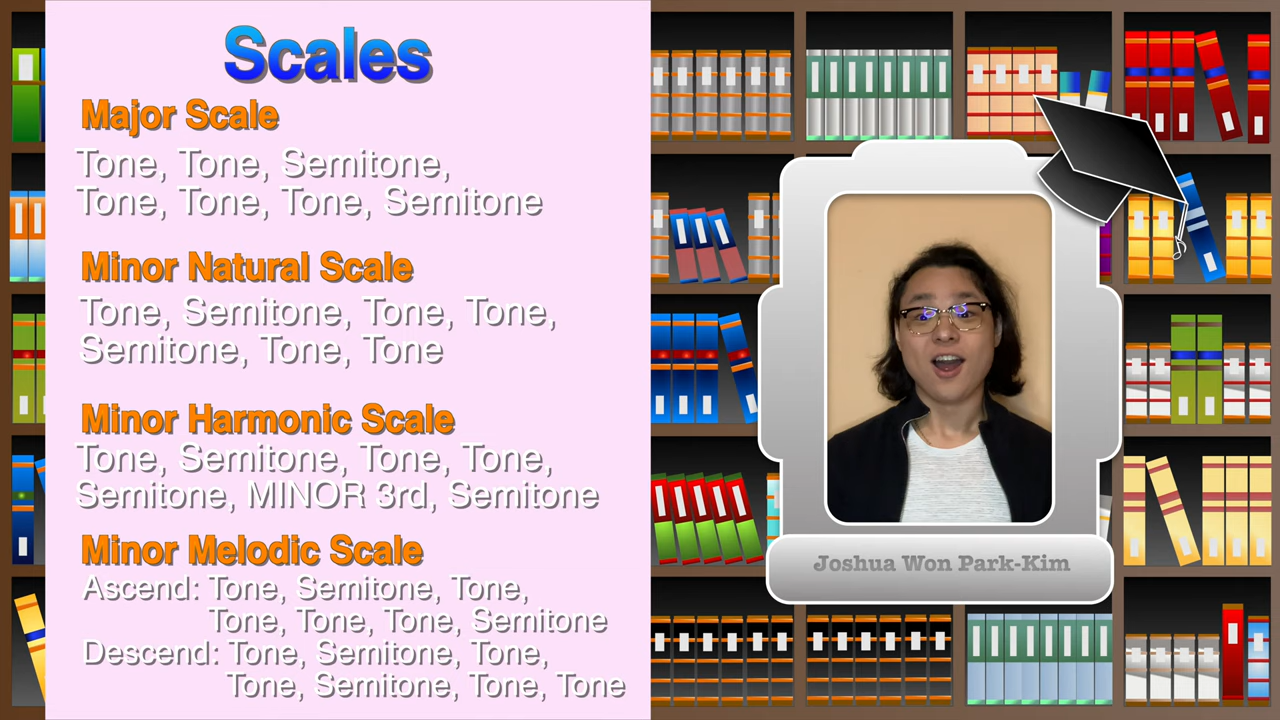 Scales
Major Scale
Tone, Tone, Semitone,
Tone, Tone, Tone, Semitone
Minor Natural Scale
Tone, Semitone, Tone, Tone,
Semitone, Tone, Tone
Minor Harmonic Scale
Tone, Semitone, Tone, Tone,
Semitone, MINOR 3rd, Semitone
Minor Melodic Scale
Ascend: Tone, Semitone, Tone,
Tone, Tone, Tone, Semitone
Descend: Tone, Semitone, Tone,
Tone, Semitone, Tone, Tone
Joshua Won Park-Kim